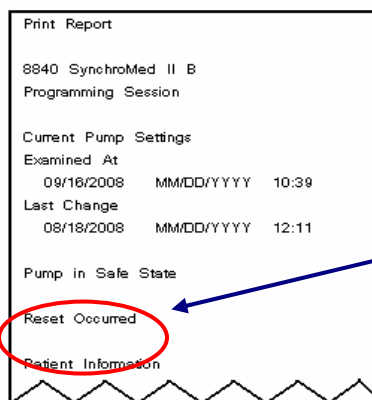 Print Report
8840 SynchroMed II B
Programming Session
Current Pump Settings
Examined At
09/16/2008 MM/DD/YYYY 10:39
Last Change
08/18/2008 MM/DD/YYYY 12:11
Pump in Safe State
Reset Occurred
Patient Information